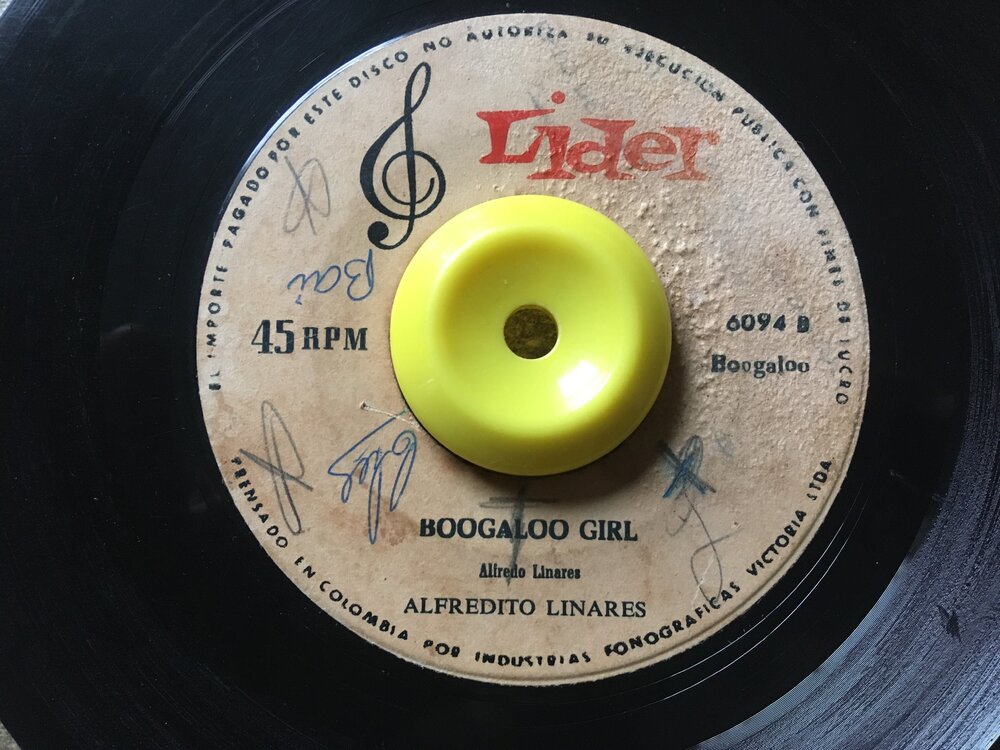 EL IMPORTE PAGADO POR ESTE DISCO NO AUTORIZA SU EJECUCION PUBLICA CON FINES DE LUCRO
Lider
Bai
45 RPM
6094 B
Boogaloo
BOOGALOO GIRL
Alfredo Linares
ALFREDITO LINARES
PRENSADO EN COLOMBIA POR INDUSTRIAS FONOGRAFICAS VICTORIA LTDA